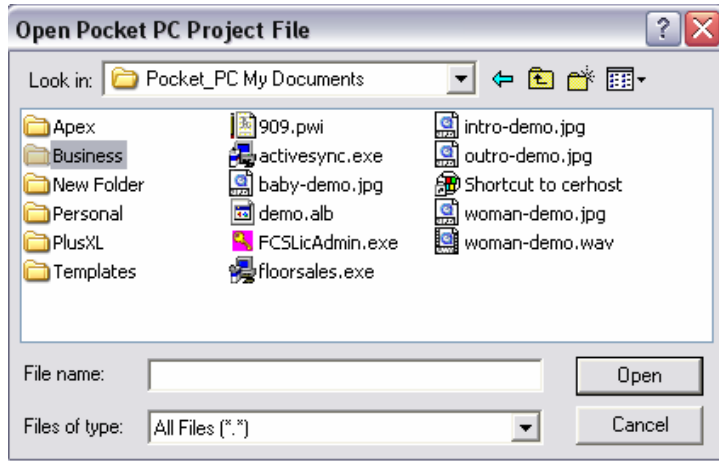 Open Pocket PC Project File
Look in: Pocket_PC My Documents
Apex
Business
New Folder
Personal
PlusXL
Templates
909.pwi
activesync.exe
baby-demo.jpg
demo.alb
FCSLicAdmin.exe
floorsales.exe
intro-demo.jpg
outro-demo.jpg
Shortcut to cerhost
woman-demo.jpg
woman-demo.wav
File name:
Open
Files of type: All Files (*.*)
Cancel